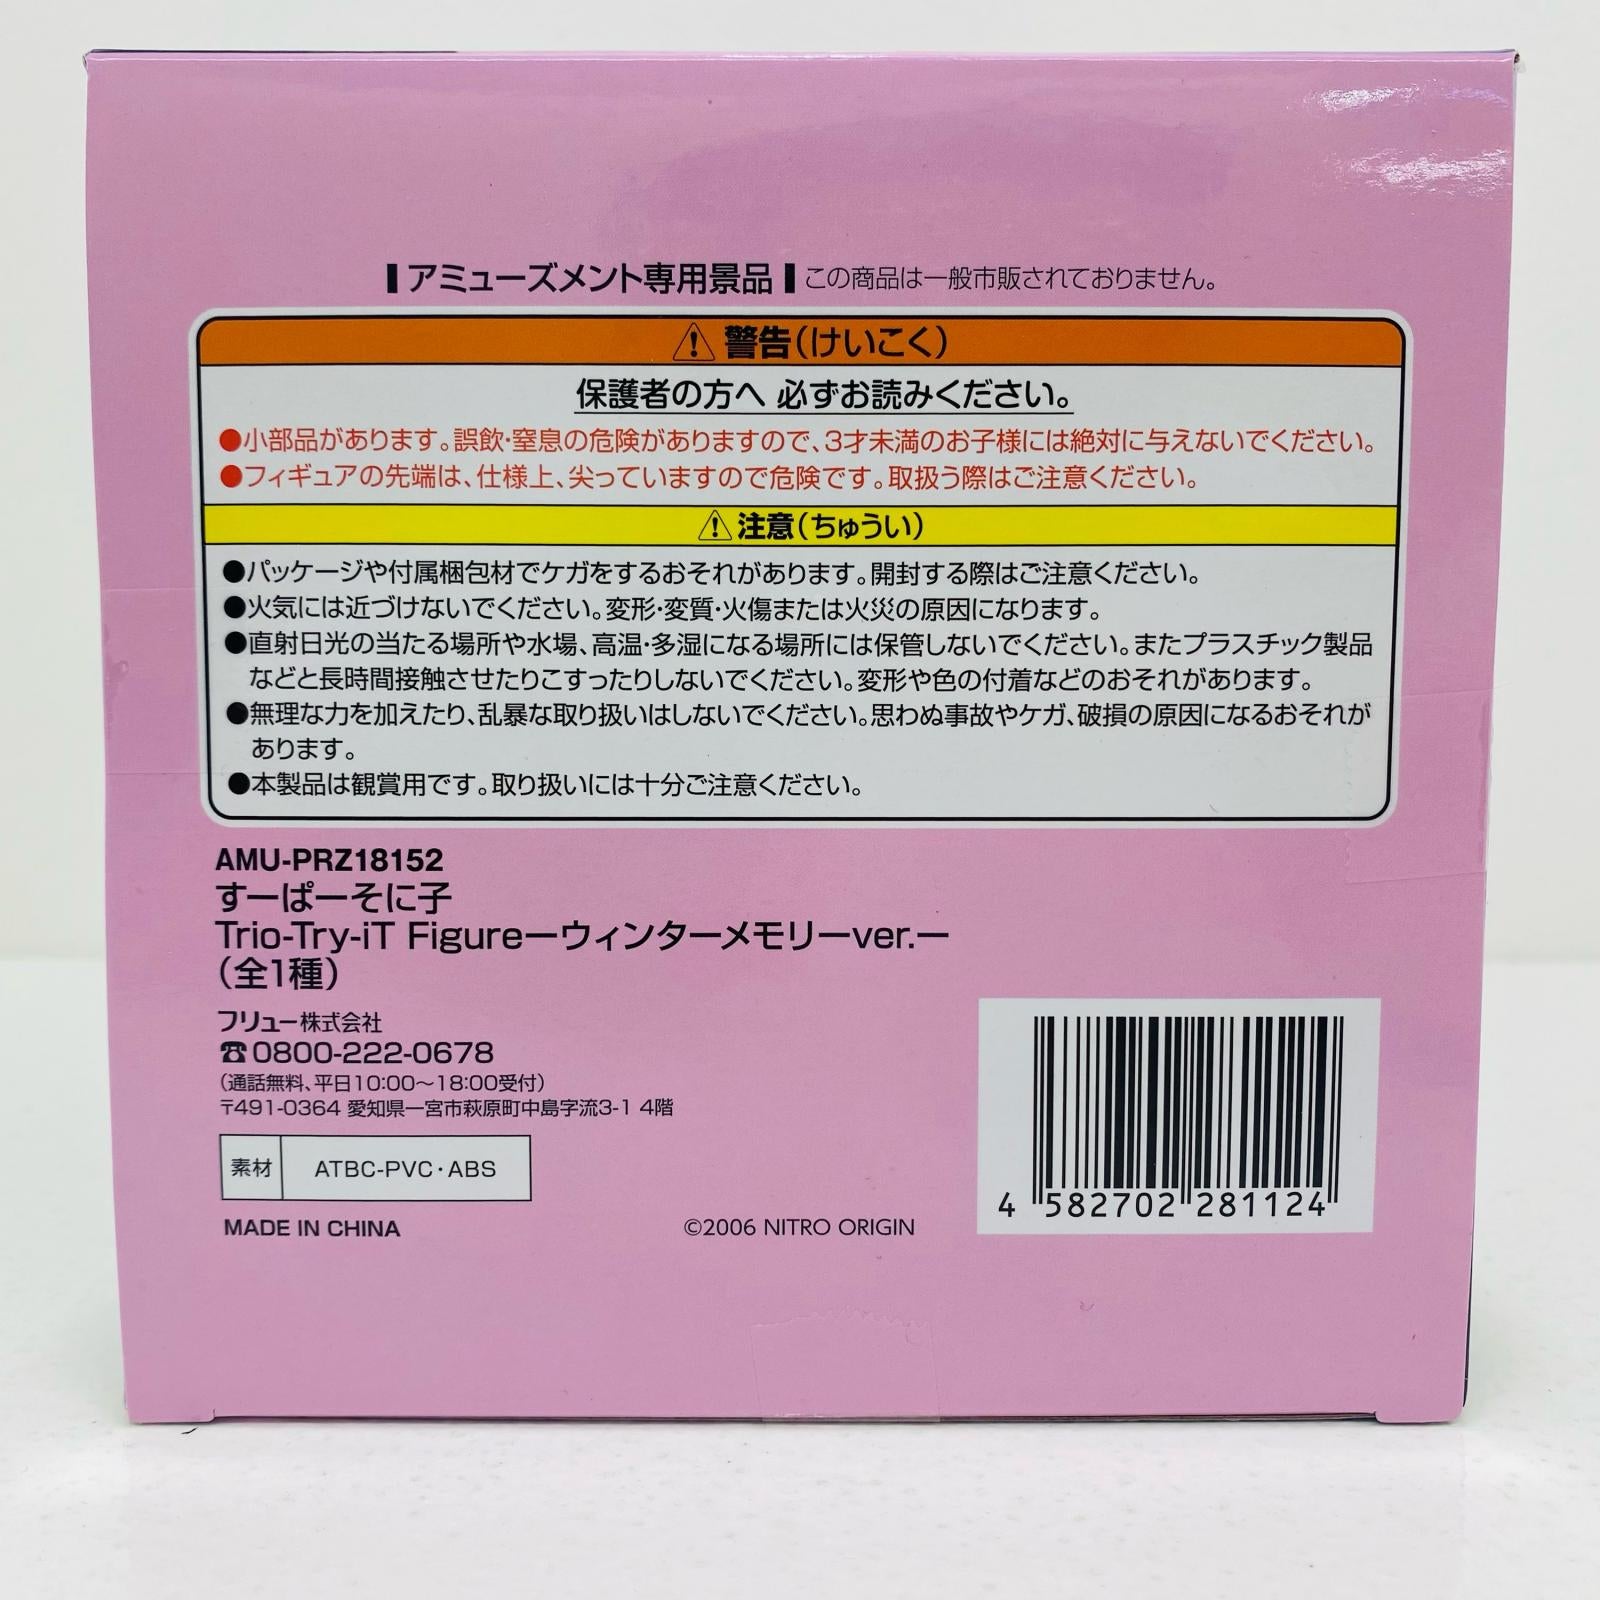 アミューズメント専用景品 この商品は一般市販されておりません。
警告(けいこく)
保護者の方へ 必ずお読みください。
●小部品があります。誤飲・窒息の危険がありますので、3才未満のお子様には絶対に与えないでください。
●フィギュアの先端は、仕様上、尖っていますので危険です。取扱う際はご注意ください。
注意(ちゅうい)
●パッケージや付属梱包材でケガをするおそれがあります。開封する際はご注意ください。
●火気には近づけないでください。変形・変質・火傷または火災の原因になります。
●直射日光の当たる場所や水場、高温・多湿になる場所には保管しないでください。またプラスチック製品
などと長時間接触させたりこすったりしないでください。変形や色の付着などのおそれがあります。
●無理な力を加えたり、乱暴な取り扱いはしないでください。思わぬ事故やケガ、破損の原因になるおそれが
あります。
●本製品は観賞用です。取り扱いには十分ご注意ください。
AMU-PRZ18152
すーぱーそに子
Trio-Try-iT Figureーウィンターメモリーver.ー
(全1種)
フリュー株式会社
☎0800-222-0678
(通話無料、平日10:00～18:00受付)
〒491-0364 愛知県一宮市萩原町中島字流3-1 4階
素材 ATBC-PVC・ABS
MADE IN CHINA
©2006 NITRO ORIGIN
4 582702 281124